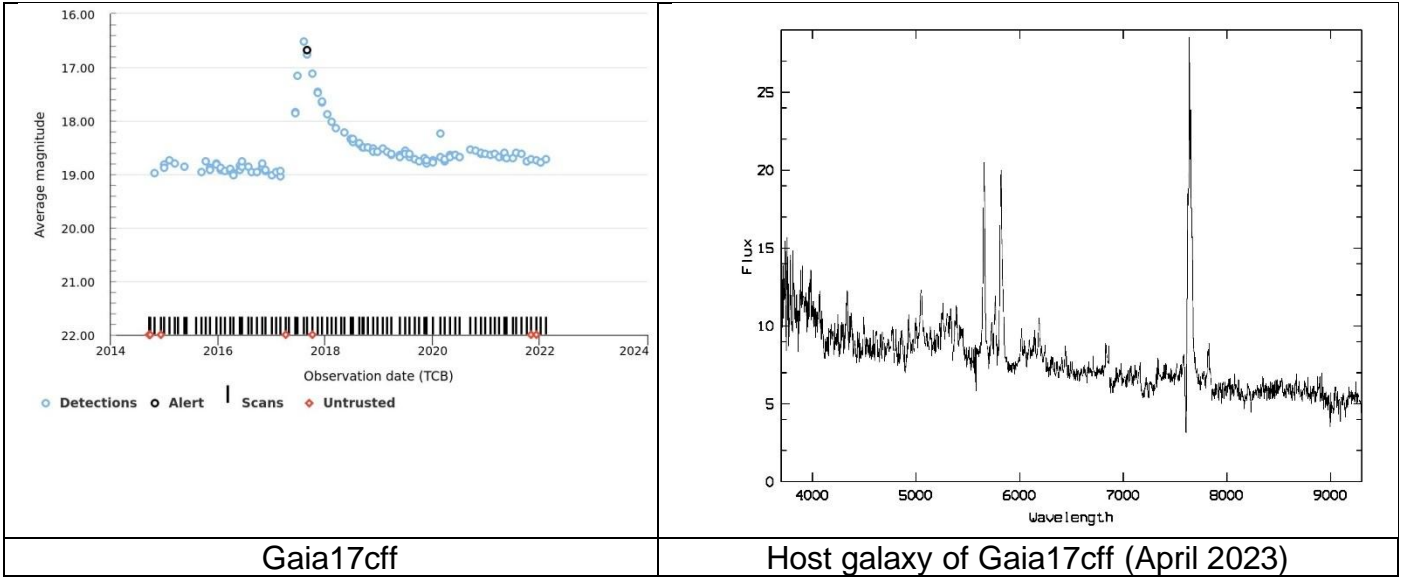 16.00
17.00
18.00
19.00
20.00
21.00
22.00
Average magnitude
2014 2016 2018 2020 2022 2024
Observation date (TCB)
Detections Alert Scans Untrusted
25
20
15
10
5
0
Flux
4000 5000 6000 7000 8000 9000
Wavelength
Gaia17cff
Host galaxy of Gaia17cff (April 2023)